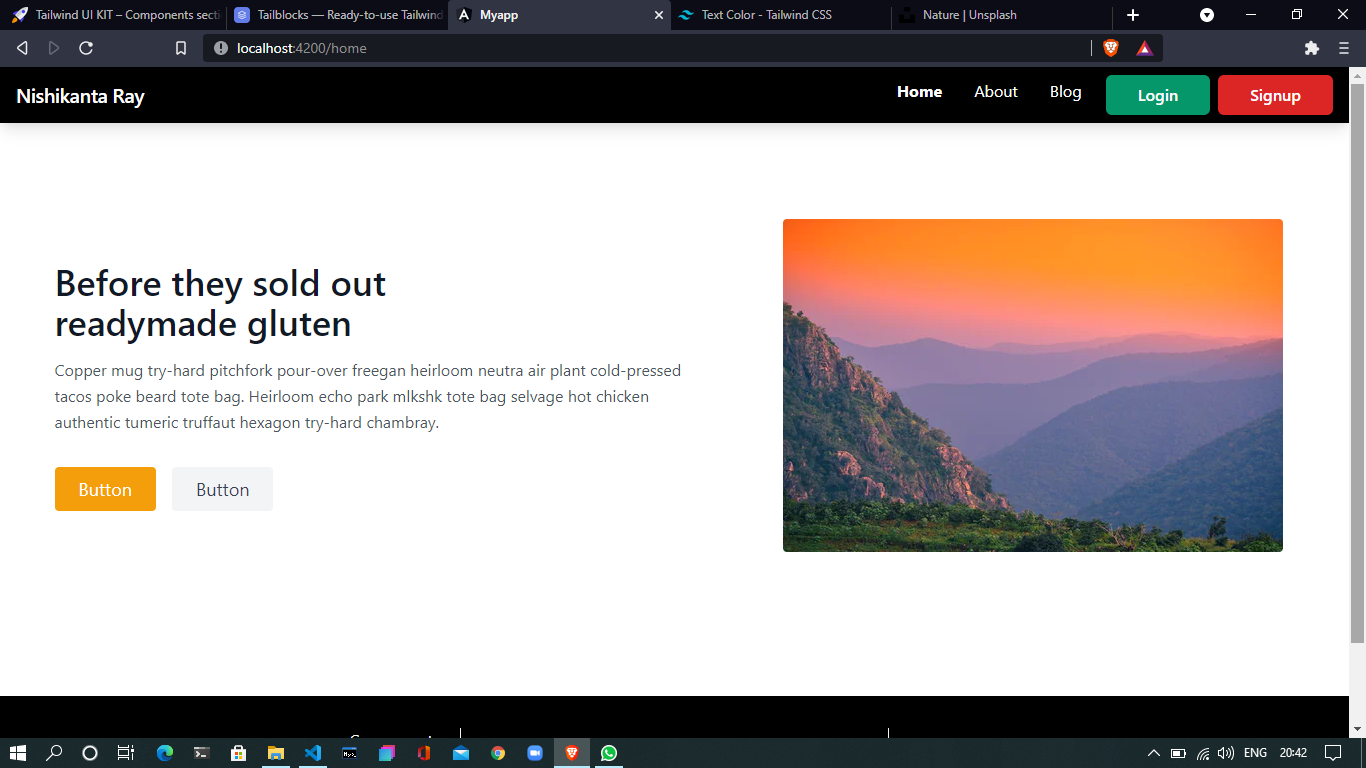 Tailwind UI KIT – Components secti
Tailblocks — Ready-to-use Tailwind
Myapp
Text Color - Tailwind CSS
Nature | Unsplash
localhost:4200/home
Nishikanta Ray
Home
About
Blog
Login
Signup
Before they sold out
readymade gluten
Copper mug try-hard pitchfork pour-over freegan heirloom neutra air plant cold-pressed
tacos poke beard tote bag. Heirloom echo park mlkshk tote bag selvage hot chicken
authentic tumeric truffaut hexagon try-hard chambray.
Button
Button
ENG
20:42